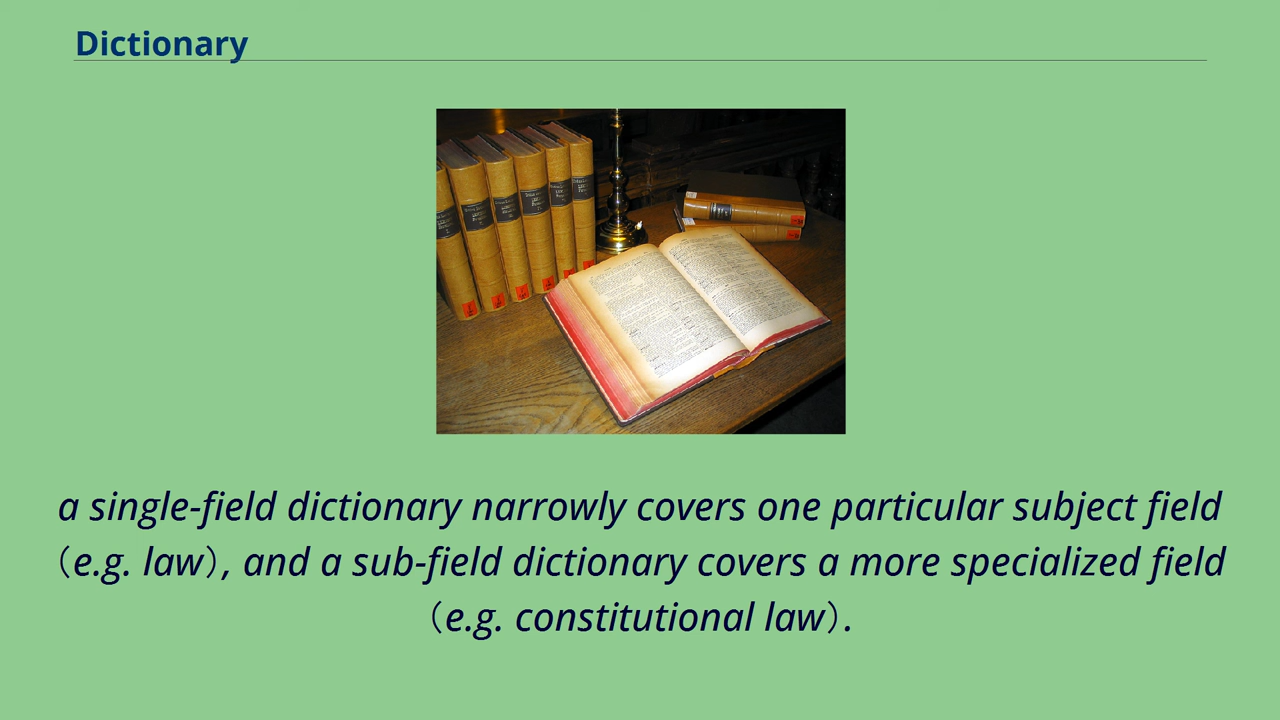 Dictionary
a single-field dictionary narrowly covers one particular subject field
（e.g. law）, and a sub-field dictionary covers a more specialized field
（e.g. constitutional law）.